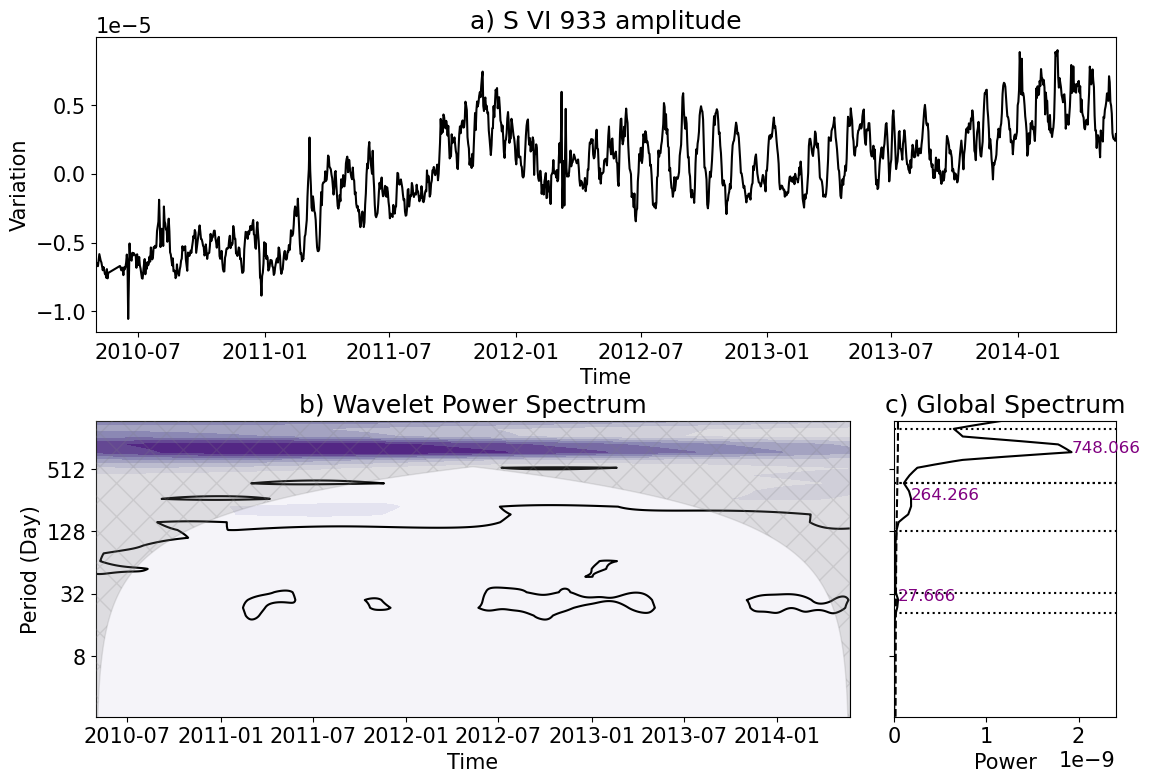 a) S VI 933 amplitude
1e−5
Variation
0.5
0.0
−0.5
−1.0
2010-07 2011-01 2011-07 2012-01 2012-07 2013-01 2013-07 2014-01
Time
b) Wavelet Power Spectrum
Period (Day)
512
128
32
8
2010-07 2011-01 2011-07 2012-01 2012-07 2013-01 2013-07 2014-01
Time
c) Global Spectrum
748.066
264.266
27.666
0 1 2
Power 1e−9